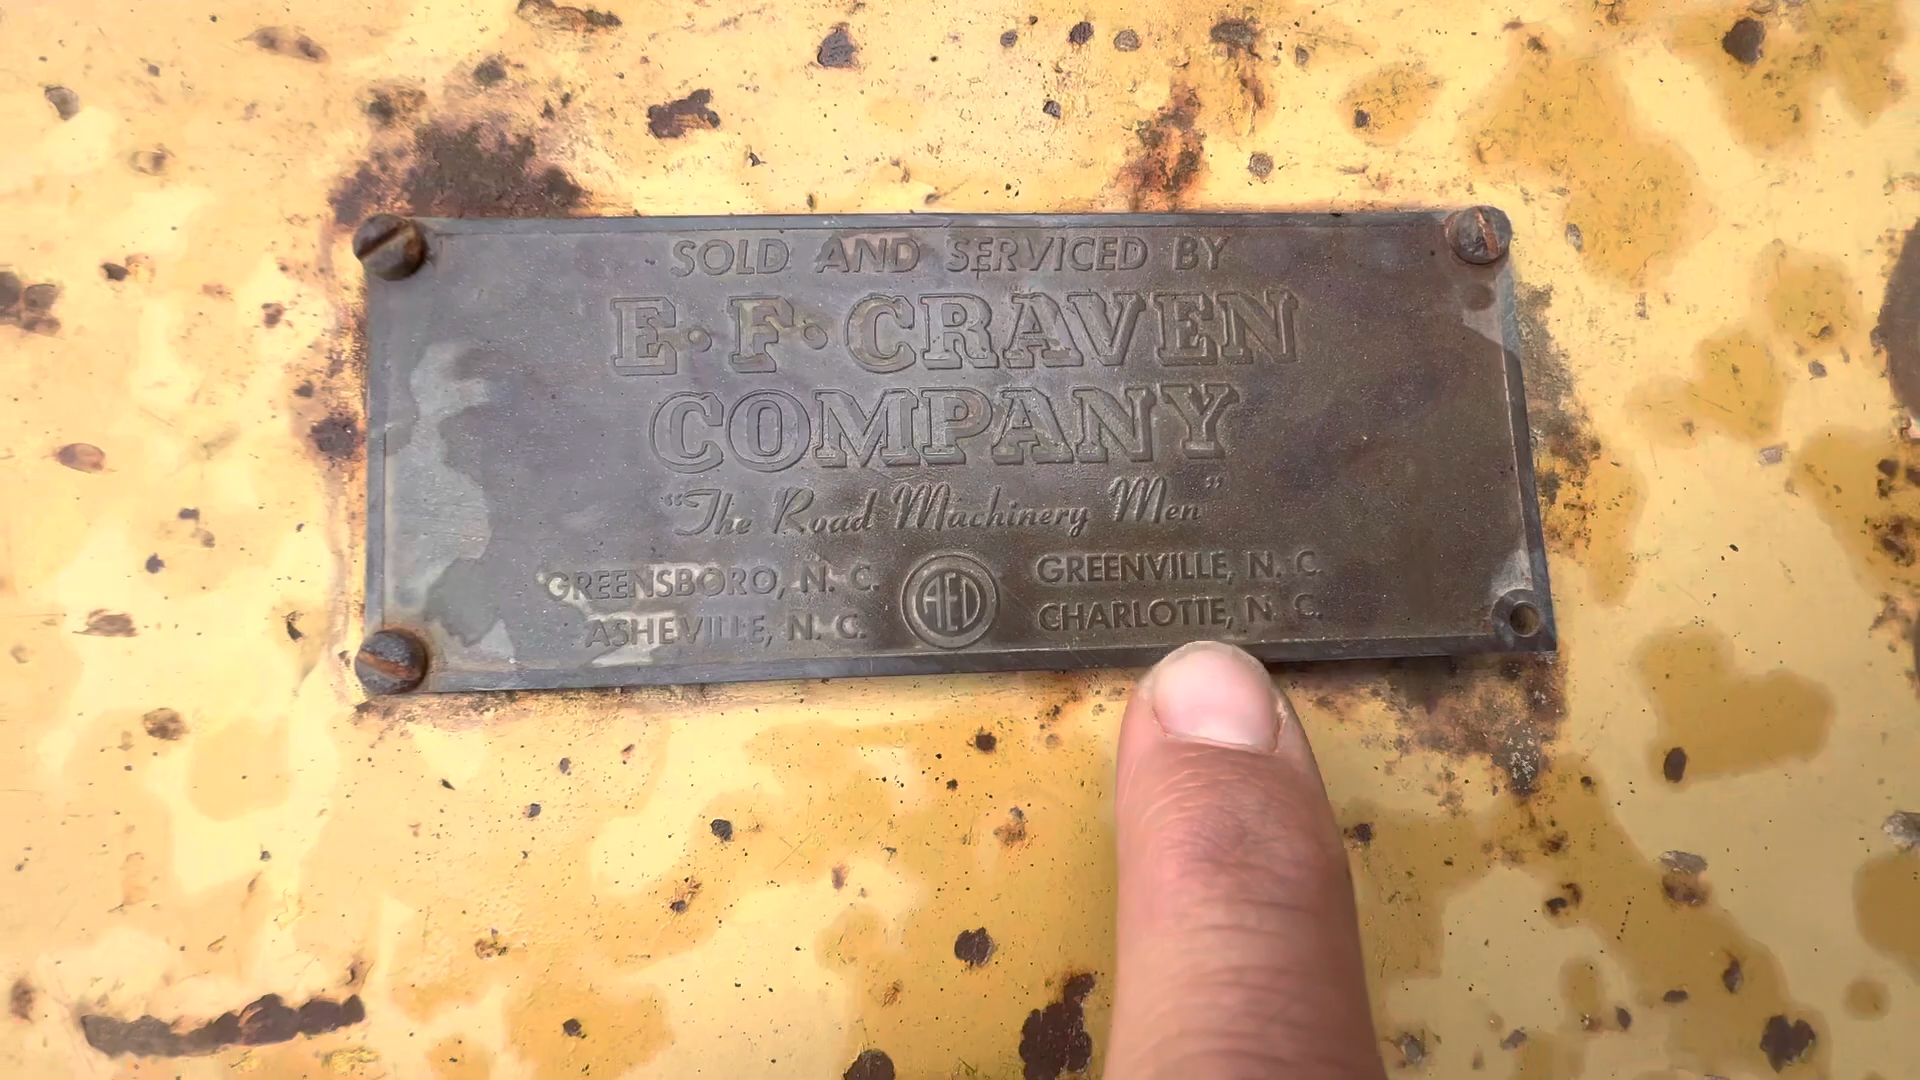 SOLD AND SERVICED BY
E·F·CRAVEN
COMPANY
"The Road Machinery Men"
GREENSBORO, N. C.
ASHEVILLE, N. C.
AED
GREENVILLE, N. C.
CHARLOTTE, N. C.